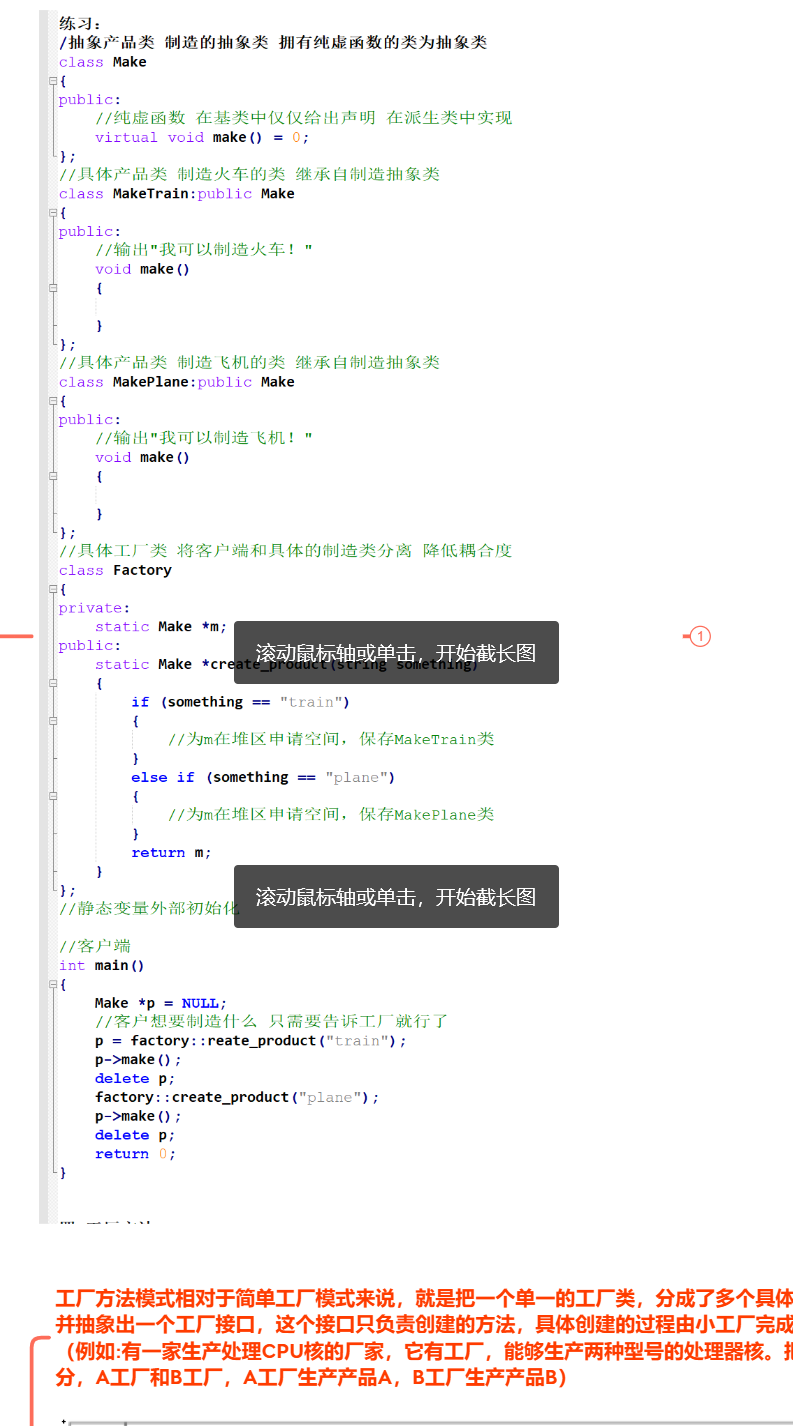 练习：
/抽象产品类 制造的抽象类 拥有纯虚函数的类为抽象类
class Make
{
public:
//纯虚函数 在基类中仅仅给出声明 在派生类中实现
virtual void make() = 0;
};
//具体产品类 制造火车的类 继承自制造抽象类
class MakeTrain:public Make
{
public:
//输出"我可以制造火车！"
void make()
{
}
};
//具体产品类 制造飞机的类 继承自制造抽象类
class MakePlane:public Make
{
public:
//输出"我可以制造飞机！"
void make()
{
}
};
//具体工厂类 将客户端和具体的制造类分离 降低耦合度
class Factory
{
private:
static Make *m;
public:
static Make *create_product(string something)
滚动鼠标轴或单击，开始截长图
{
if (something == "train")
{
//为m在堆区申请空间，保存MakeTrain类
}
else if (something == "plane")
{
//为m在堆区申请空间，保存MakePlane类
}
return m;
}
};
滚动鼠标轴或单击，开始截长图
//静态变量外部初始化
//客户端
int main()
{
Make *p = NULL;
//客户想要制造什么 只需要告诉工厂就行了
p = factory::reate_product("train");
p->make();
delete p;
factory::create_product("plane");
p->make();
delete p;
return 0;
}
1
工厂方法模式相对于简单工厂模式来说，就是把一个单一的工厂类，分成了多个具体
并抽象出一个工厂接口，这个接口只负责创建的方法，具体创建的过程由小工厂完成
（例如:有一家生产处理CPU核的厂家，它有工厂，能够生产两种型号的处理器核。
分，A工厂和B工厂，A工厂生产产品A，B工厂生产产品B）